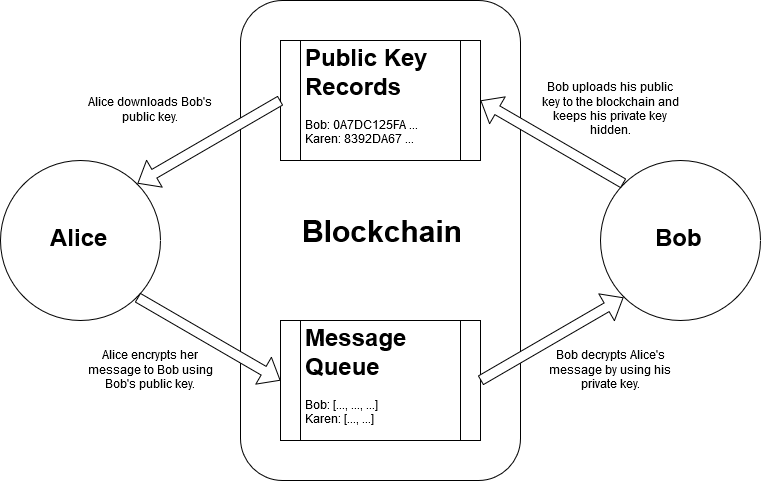 Public Key
Records
Bob: 0A7DC125FA ...
Karen: 8392DA67 ...
Alice downloads Bob's
public key.
Bob uploads his public
key to the blockchain and
keeps his private key
hidden.
Alice
Blockchain
Bob
Message
Queue
Bob: [..., ..., ...]
Karen: [..., ...]
Alice encrypts her
message to Bob using
Bob's public key.
Bob decrypts Alice's
message by using his
private key.